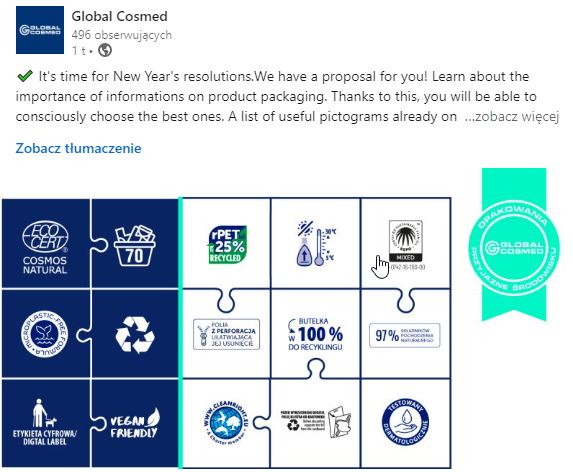 GLOBAL
COSMED
Global Cosmed
496 obserwujących
1 t •
It's time for New Year's resolutions.We have a proposal for you! Learn about the
importance of informations on product packaging. Thanks to this, you will be able to
consciously choose the best ones. A list of useful pictograms already on ...zobacz więcej
Zobacz tłumaczenie
ECO
CERT
COSMOS
NATURAL
70
rPET
25%
RECYCLED
30°C
5°C
MIXED
OPAKOWANIA
GLOBAL
COSMED
PRZYJAZNE ŚRODOWISKU
MICROPLASTIC-FREE
FORMULA
FOLIA
Z PERFORACJĄ
UŁATWIAJĄCĄ
JEJ USUNIĘCIE
BUTELKA
W 100 %
DO RECYKLINGU
97%
SKŁADNIKÓW
POCHODZENIA
NATURALNEGO
ETYKIETA CYFROWA/
DIGTAL LABEL
VEGAN
FRIENDLY
WWW.CLEANRIGHT.EU
A Charter member
TESTOWANY
DERMATOLOGICZNIE